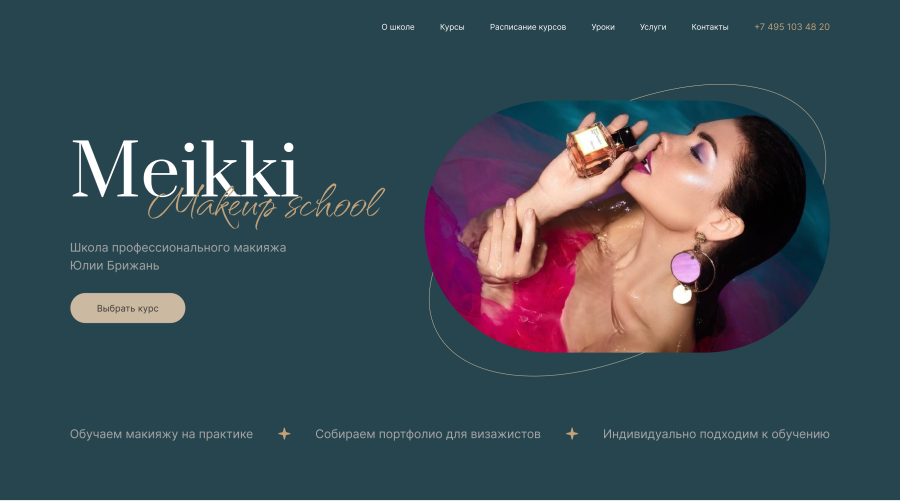 О школе Курсы Расписание курсов Уроки Услуги Контакты +7 495 103 48 20
Meikki
Makeup school
Школа профессионального макияжа
Юлии Брижань
Выбрать курс
Обучаем макияжу на практике Собираем портфолио для визажистов Индивидуально подходим к обучению